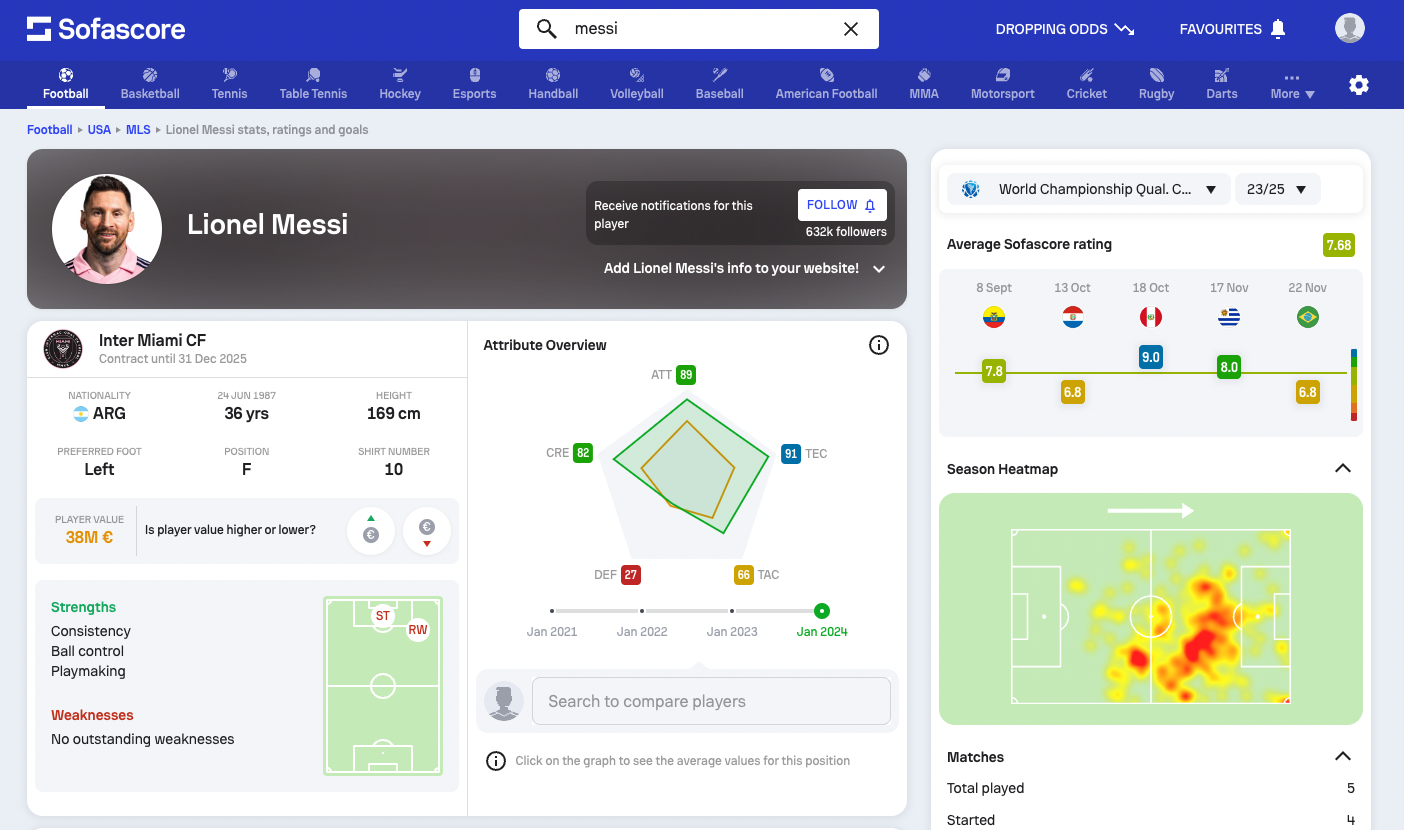 Sofascore
messi
DROPPING ODDS
FAVOURITES
Football
Basketball
Tennis
Table Tennis
Hockey
Esports
Handball
Volleyball
Baseball
American Football
MMA
Motorsport
Cricket
Rugby
Darts
More
Football
USA
MLS
Lionel Messi stats, ratings and goals
Lionel Messi
Receive notifications for this
player
FOLLOW
632k followers
Add Lionel Messi's info to your website!
Inter Miami CF
Contract until 31 Dec 2025
NATIONALITY
ARG
24 JUN 1987
36 yrs
HEIGHT
169 cm
PREFERRED FOOT
Left
POSITION
F
SHIRT NUMBER
10
PLAYER VALUE
38M €
Is player value higher or lower?
€
€
Strengths
Consistency
Ball control
Playmaking
Weaknesses
No outstanding weaknesses
ST
RW
Attribute Overview
ATT 89
CRE 82
91 TEC
DEF 27
66 TAC
Jan 2021
Jan 2022
Jan 2023
Jan 2024
Search to compare players
Click on the graph to see the average values for this position
World Championship Qual. C...
23/25
Average Sofascore rating
7.68
8 Sept
13 Oct
18 Oct
17 Nov
22 Nov
7.8
6.8
9.0
8.0
6.8
Season Heatmap
Matches
Total played
5
Started
4